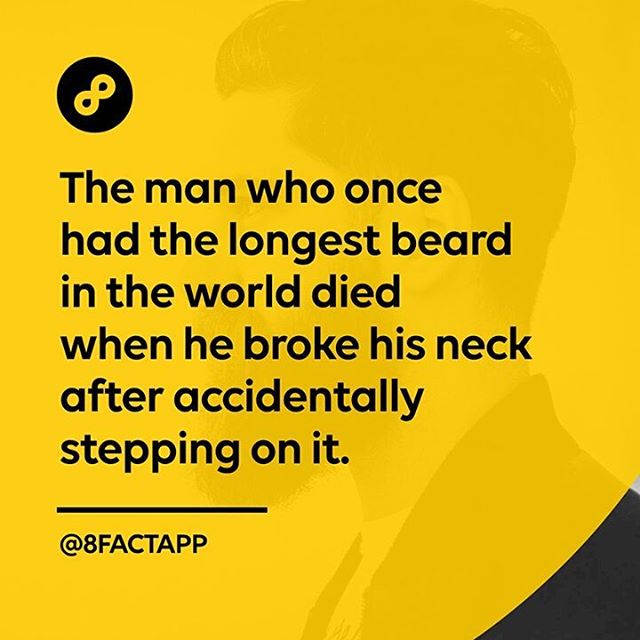 The man who once
had the longest beard
in the world died
when he broke his neck
after accidentally
stepping on it.
@8FACTAPP